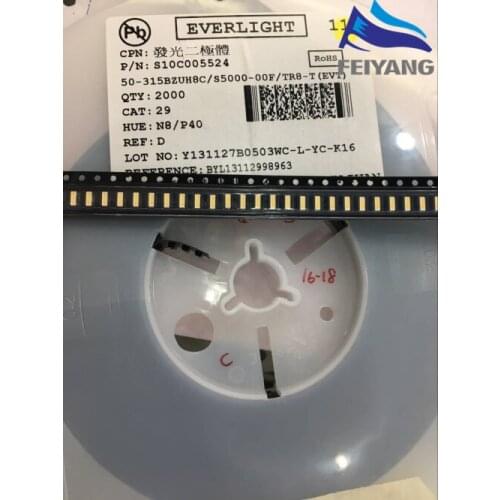 Pb
EVERLIGHT
11
FEIYANG
CPN: 發光二極體
P/N: S10C005524
RoHS
50-315BZUH8C/S5000-00F/TR8-T(EVT)
QTY: 2000
CAT: 29
HUE: N8/P40
REF: D
LOT NO: Y131127B0503WC-L-YC-K16
REFERENCE: BYL13112998963
16-18
C